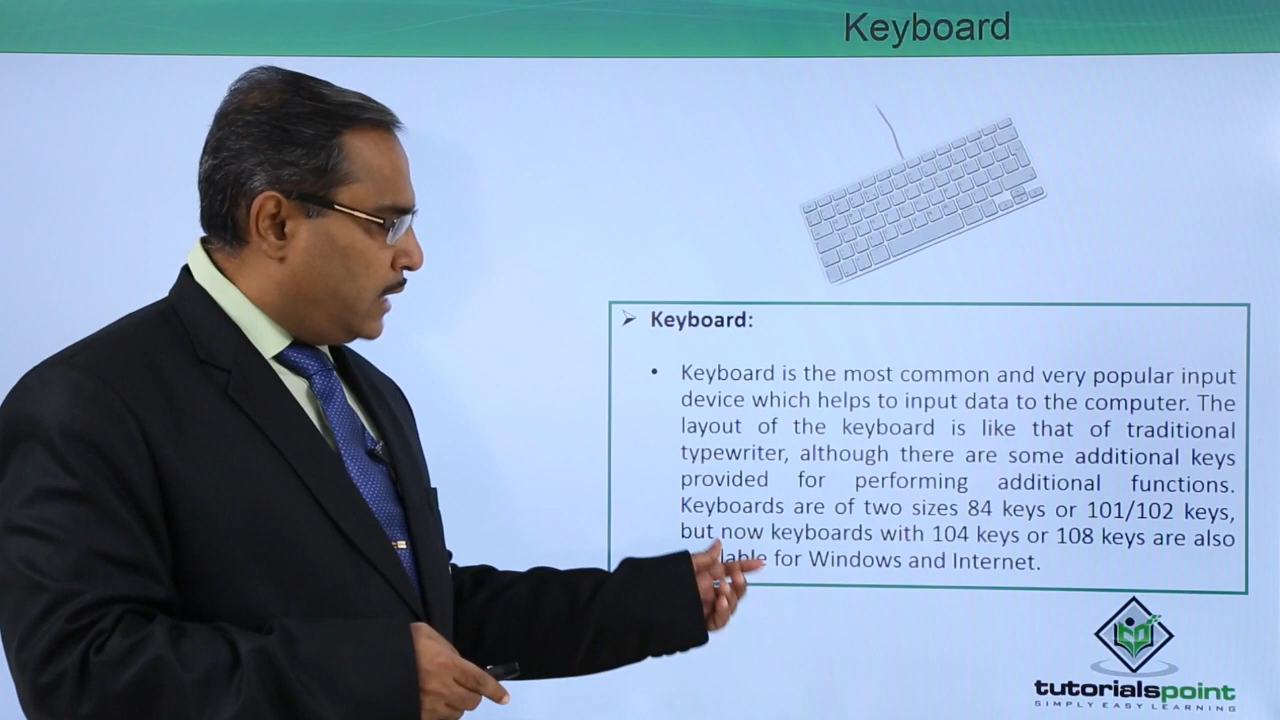 Keyboard
➢ Keyboard:
• Keyboard is the most common and very popular input
device which helps to input data to the computer. The
layout of the keyboard is like that of traditional
typewriter, although there are some additional keys
provided for performing additional functions.
Keyboards are of two sizes 84 keys or 101/102 keys,
but now keyboards with 104 keys or 108 keys are also
for Windows and Internet.
tutorialspoint
SIMPLY EASY LEARNING